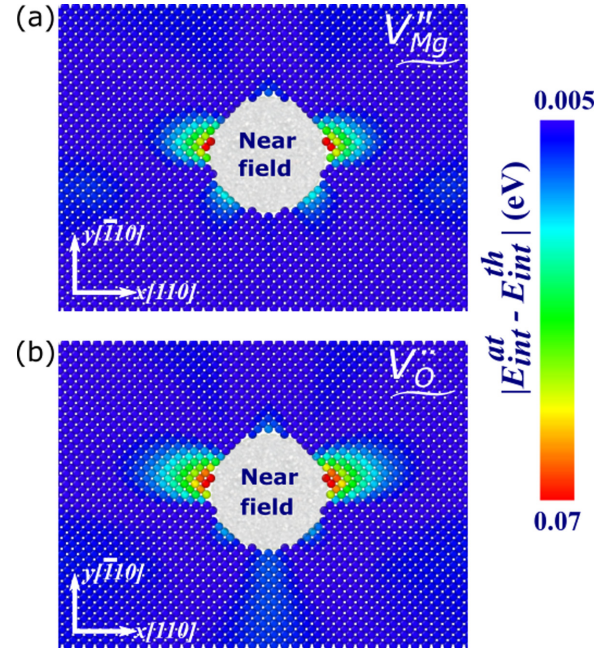 (a)
V''Mg
0.005
Near
field
|E^at_int - E^th_int| (eV)
y[1̄10]
x[110]
(b)
V¨O
Near
field
0.07
y[1̄10]
x[110]